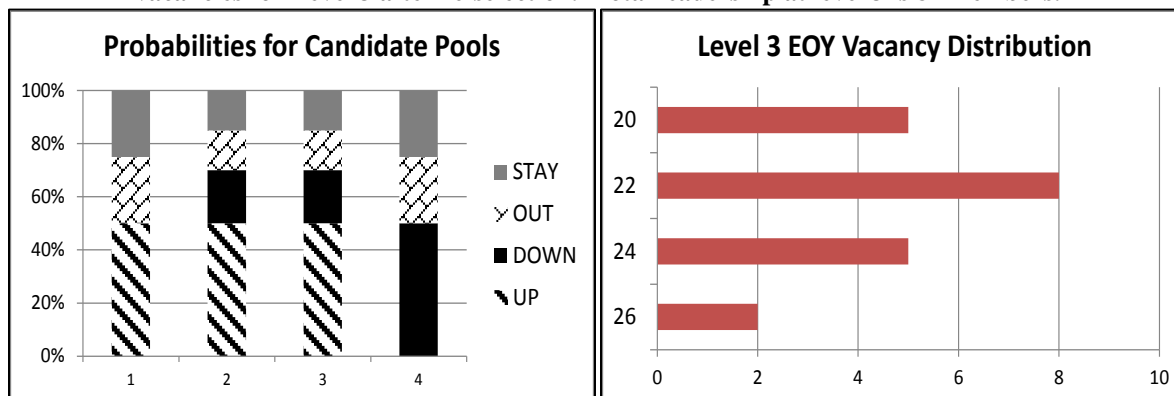 Probabilities for Candidate Pools
100%
80%
60%
40%
20%
0%
1 2 3 4
STAY
OUT
DOWN
UP
Level 3 EOY Vacancy Distribution
20
22
24
26
0 2 4 6 8 10